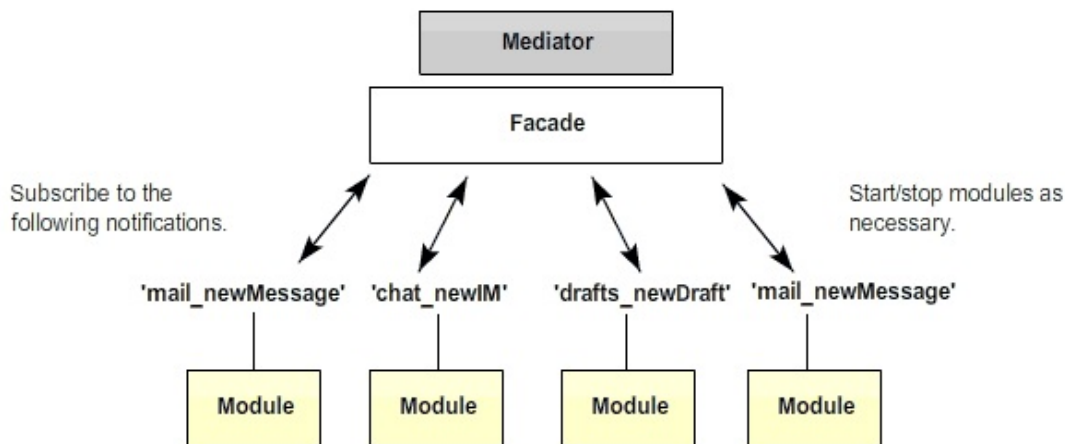 Mediator
Facade
Subscribe to the
following notifications.
Start/stop modules as
necessary.
'mail_newMessage' 'chat_newIM' 'drafts_newDraft' 'mail_newMessage'
Module Module Module Module